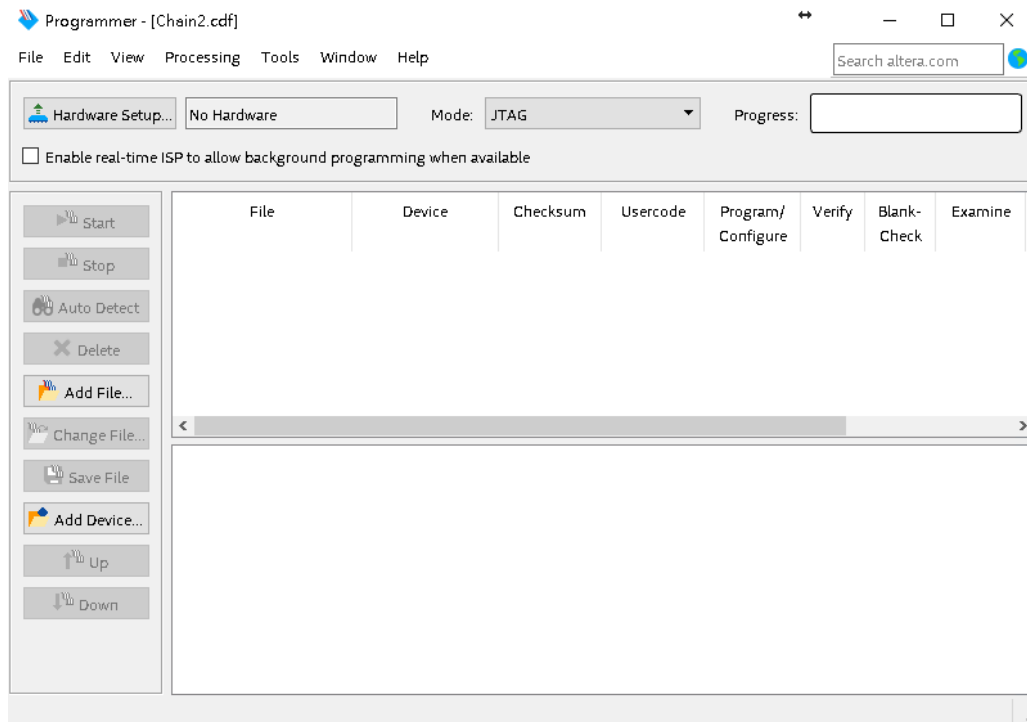 Programmer - [Chain2.cdf]
File Edit View Processing Tools Window Help
Search altera.com
Hardware Setup... No Hardware Mode: JTAG Progress:
Enable real-time ISP to allow background programming when available
File Device Checksum Usercode Program/ Verify Blank- Examine
Configure Check
Start
Stop
Auto Detect
Delete
Add File...
Change File...
Save File
Add Device...
Up
Down